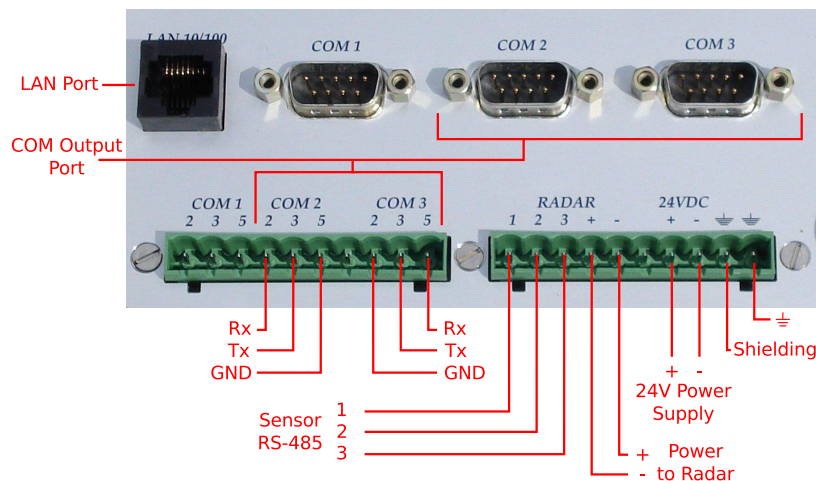 LAN 10/100
COM 1
COM 2
COM 3
LAN Port
COM Output
Port
COM 1
COM 2
COM 3
RADAR
24VDC
2 3 5 2 3 5 2 3 5
1 2 3 + - + -
Rx
Tx
GND
Rx
Tx
GND
Shielding
+ -
24V Power
Supply
Sensor
RS-485
1
2
3
+ Power
- to Radar